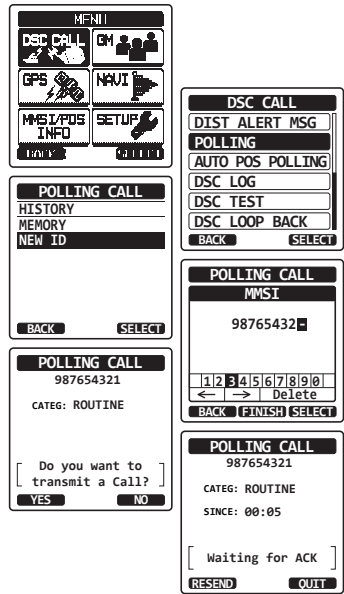 MENU
DSC CALL
GM
GPS
NAVI
MMSI/POS
INFO
SETUP
DSC CALL
DIST ALERT MSG
POLLING
AUTO POS POLLING
DSC LOG
DSC TEST
DSC LOOP BACK
BACK SELECT
POLLING CALL
HISTORY
MEMORY
NEW ID
BACK SELECT
POLLING CALL
MMSI
98765432-
1 2 3 4 5 6 7 8 9 0
← → Delete
BACK FINISH SELECT
POLLING CALL
987654321
CATEG: ROUTINE
Do you want to
transmit a Call?
YES NO
POLLING CALL
987654321
CATEG: ROUTINE
SINCE: 00:05
Waiting for ACK
RESEND QUIT